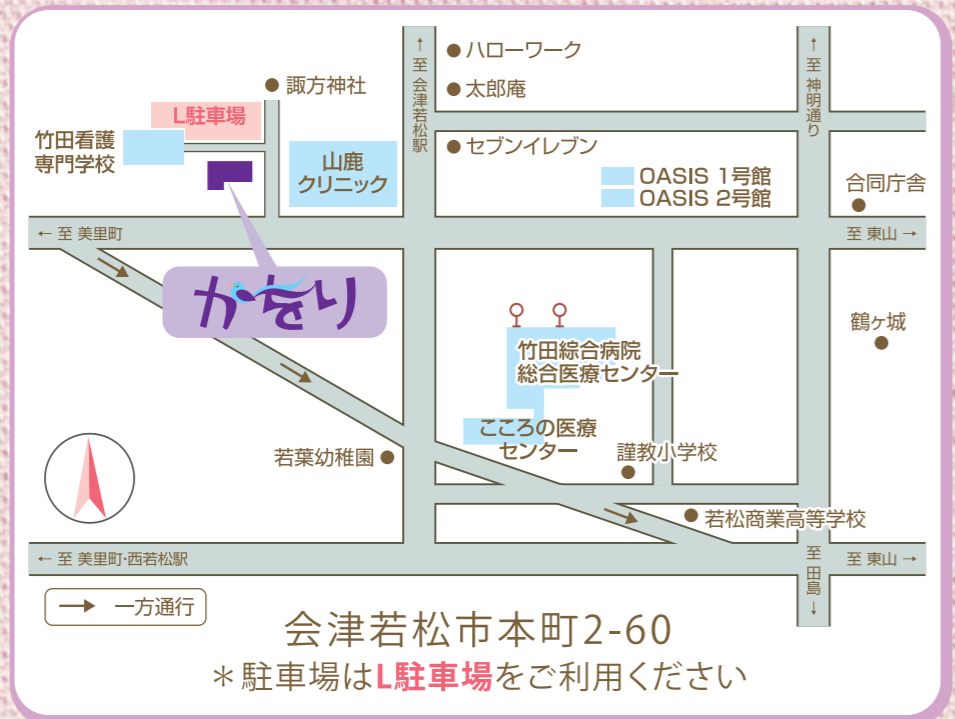 ↑至 会津若松駅
ハローワーク
↑至 神明通り
諏方神社
太郎庵
L駐車場
竹田看護
専門学校
山鹿
クリニック
セブンイレブン
OASIS 1号館
OASIS 2号館
合同庁舎
← 至 美里町
至 東山 →
かをり
鶴ヶ城
竹田綜合病院
総合医療センター
こころの医療
センター
若葉幼稚園
謹教小学校
若松商業高等学校
← 至 美里町・西若松駅
至 田島↓
至 東山 →
→ 一方通行
会津若松市本町2-60
＊駐車場はL駐車場をご利用ください